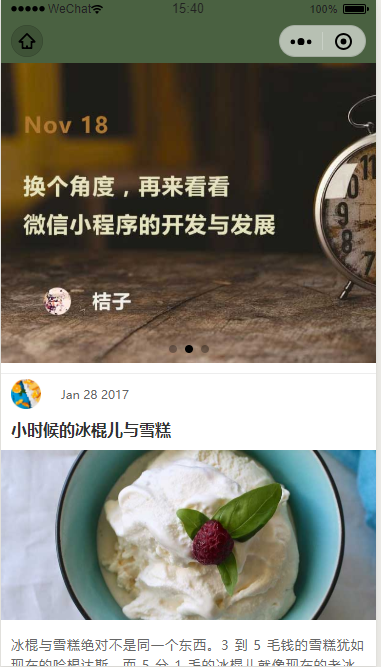 WeChat
15:40
100%
Nov 18
换个角度，再来看看
微信小程序的开发与发展
桔子
Jan 28 2017
小时候的冰棍儿与雪糕
冰棍与雪糕绝对不是同一个东西。3 到 5 毛钱的雪糕犹如
现在的哈根达斯，而 5 分 1 毛的冰棍儿就像现在的老冰